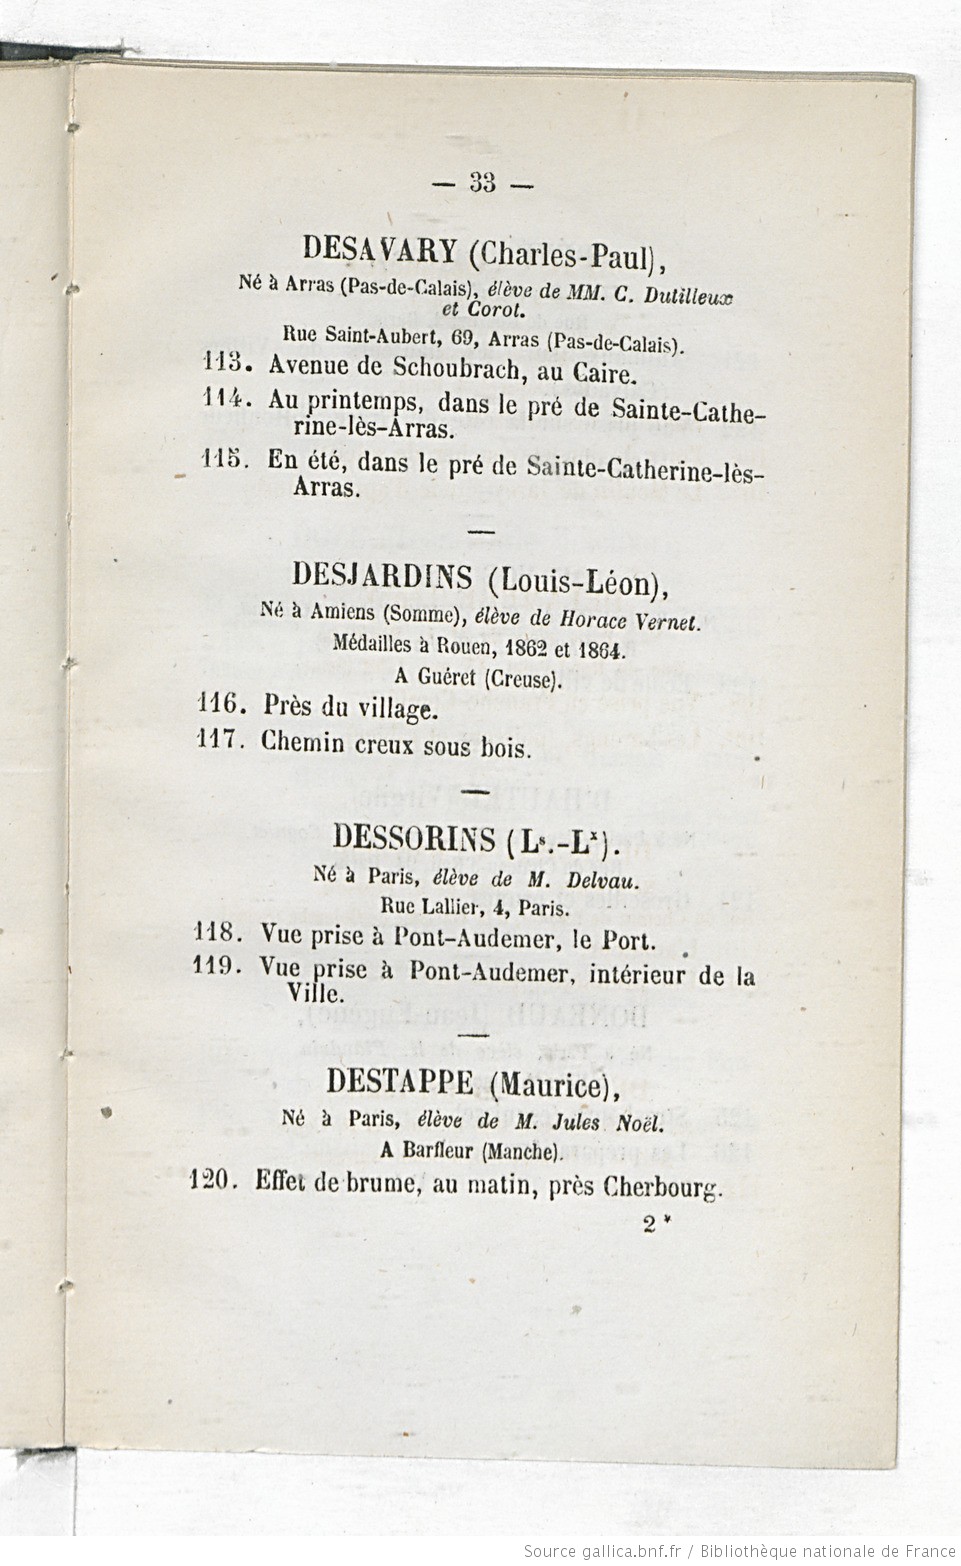 — 33 —
DESAVARY (Charles-Paul),
Né à Arras (Pas-de-Calais), élève de MM. C. Dutilleux
et Corot.
Rue Saint-Aubert, 69, Arras (Pas-de-Calais).
113. Avenue de Schoubrach, au Caire.
114. Au printemps, dans le pré de Sainte-Cathe-
rine-lès-Arras.
115. En été, dans le pré de Sainte-Catherine-lès-
Arras.
—
DESJARDINS (Louis-Léon),
Né à Amiens (Somme), élève de Horace Vernet.
Médailles à Rouen, 1862 et 1864.
A Guéret (Creuse).
116. Près du village.
117. Chemin creux sous bois.
—
DESSORINS (Lˢ.-Lˣ).
Né à Paris, élève de M. Delvau.
Rue Lallier, 4, Paris.
118. Vue prise à Pont-Audemer, le Port.
119. Vue prise à Pont-Audemer, intérieur de la
Ville.
—
DESTAPPE (Maurice),
Né à Paris, élève de M. Jules Noël.
A Barfleur (Manche).
120. Effet de brume, au matin, près Cherbourg.
2*
Source gallica.bnf.fr / Bibliothèque nationale de France